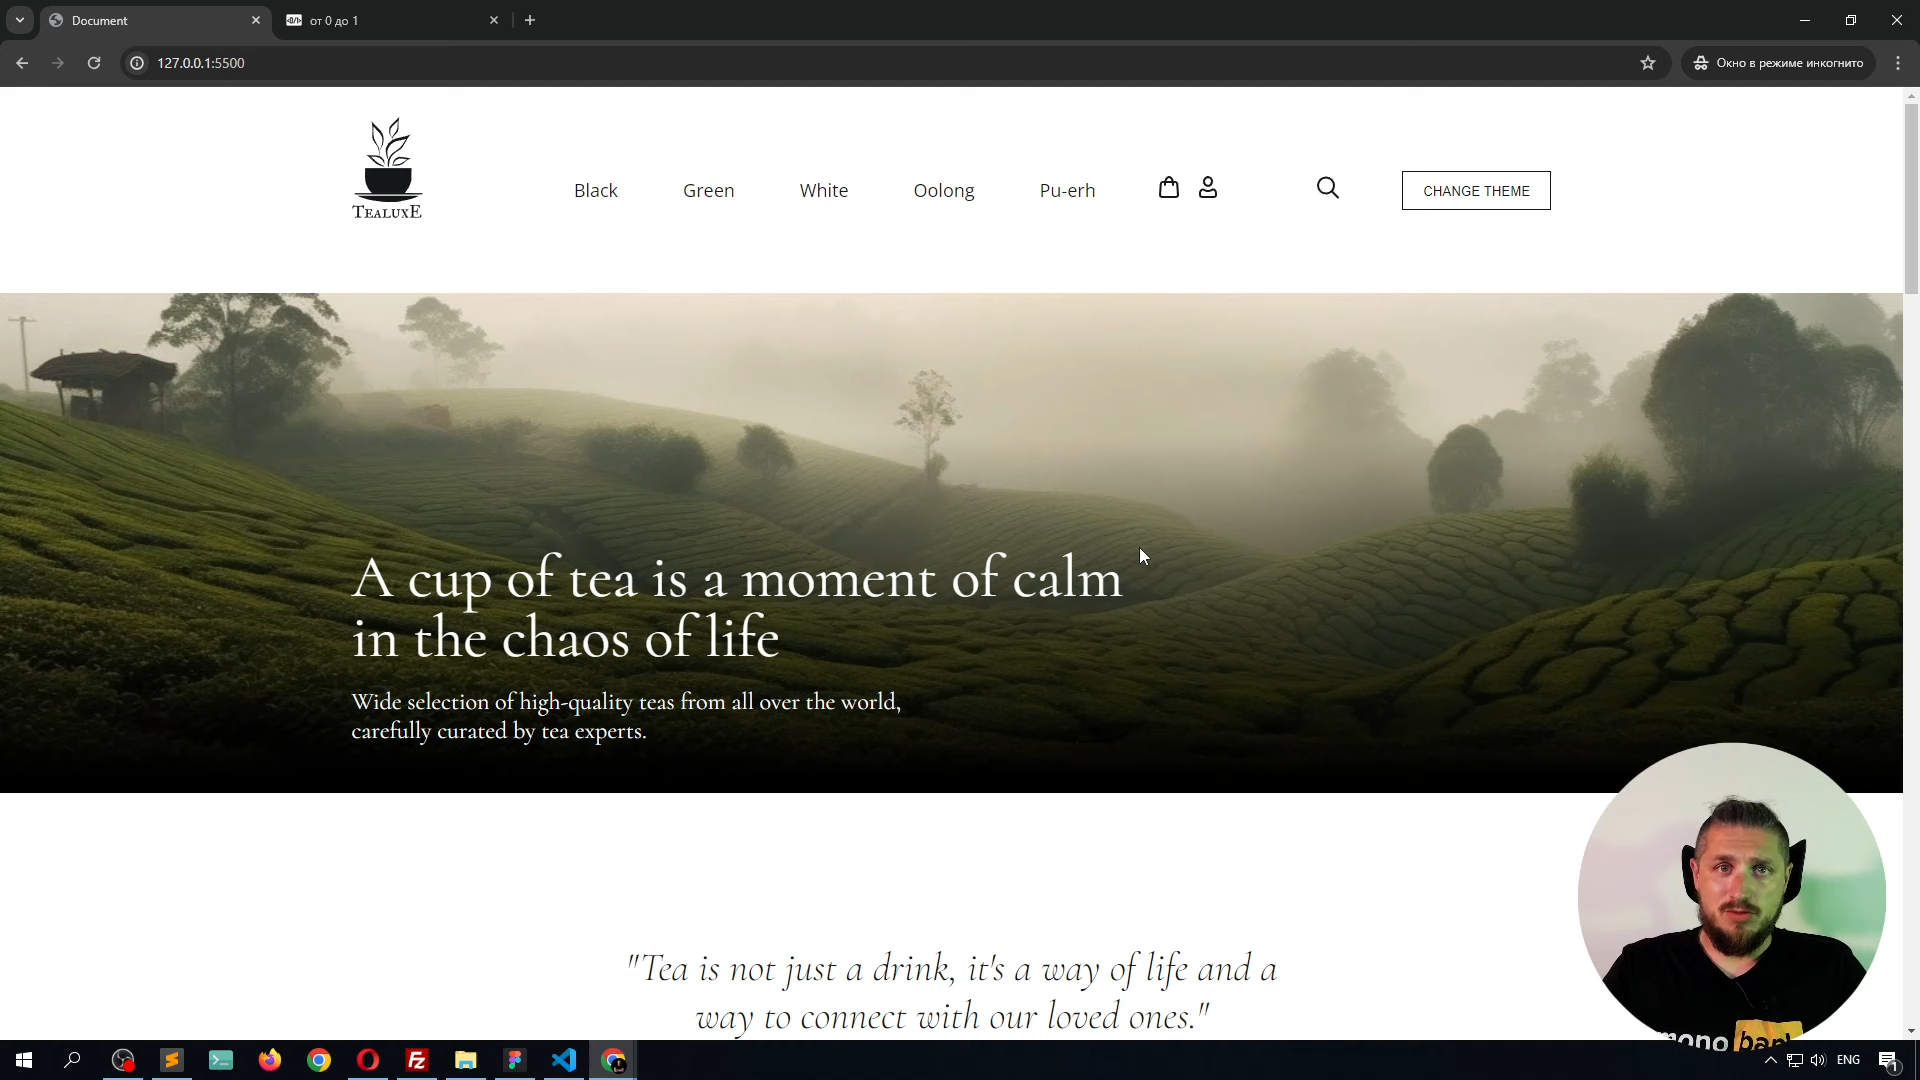 Document
от 0 до 1
127.0.0.1:5500
Окно в режиме инкогнито
TEALUXE
Black
Green
White
Oolong
Pu-erh
CHANGE THEME
A cup of tea is a moment of calm
in the chaos of life
Wide selection of high-quality teas from all over the world,
carefully curated by tea experts.
"Tea is not just a drink, it's a way of life and a
way to connect with our loved ones."
mono bank
ENG
1